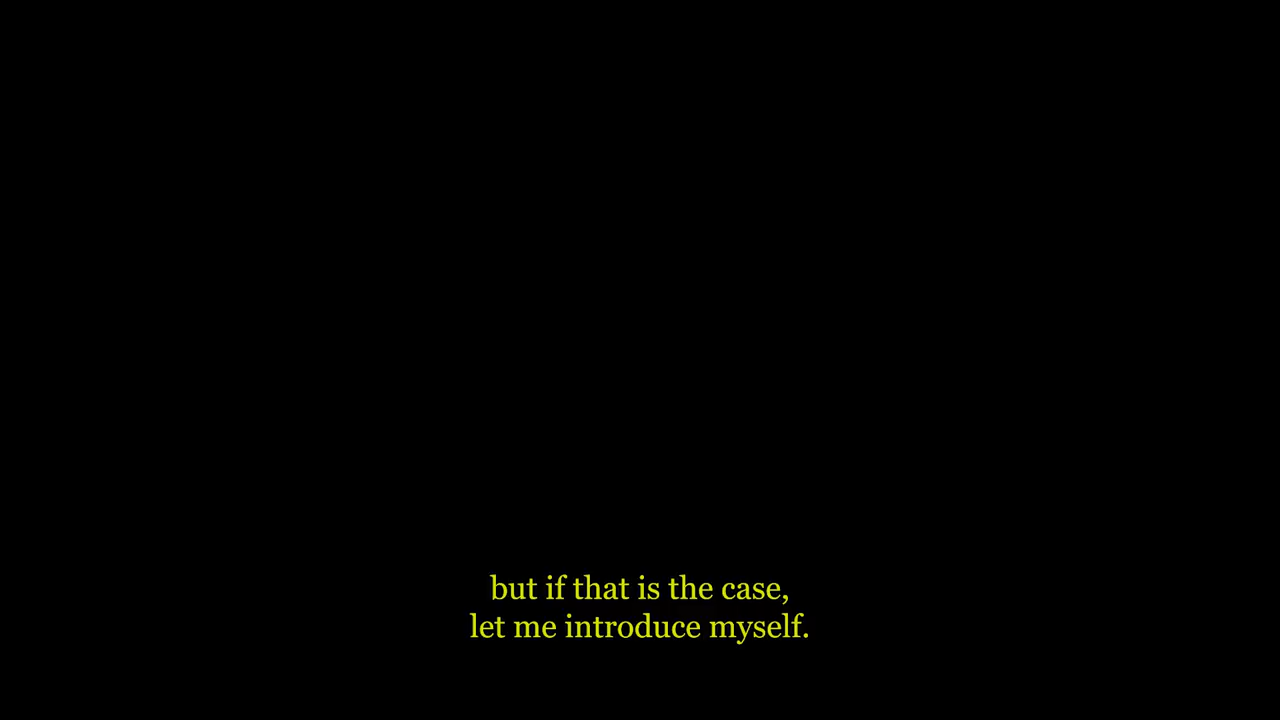 but if that is the case,
let me introduce myself.